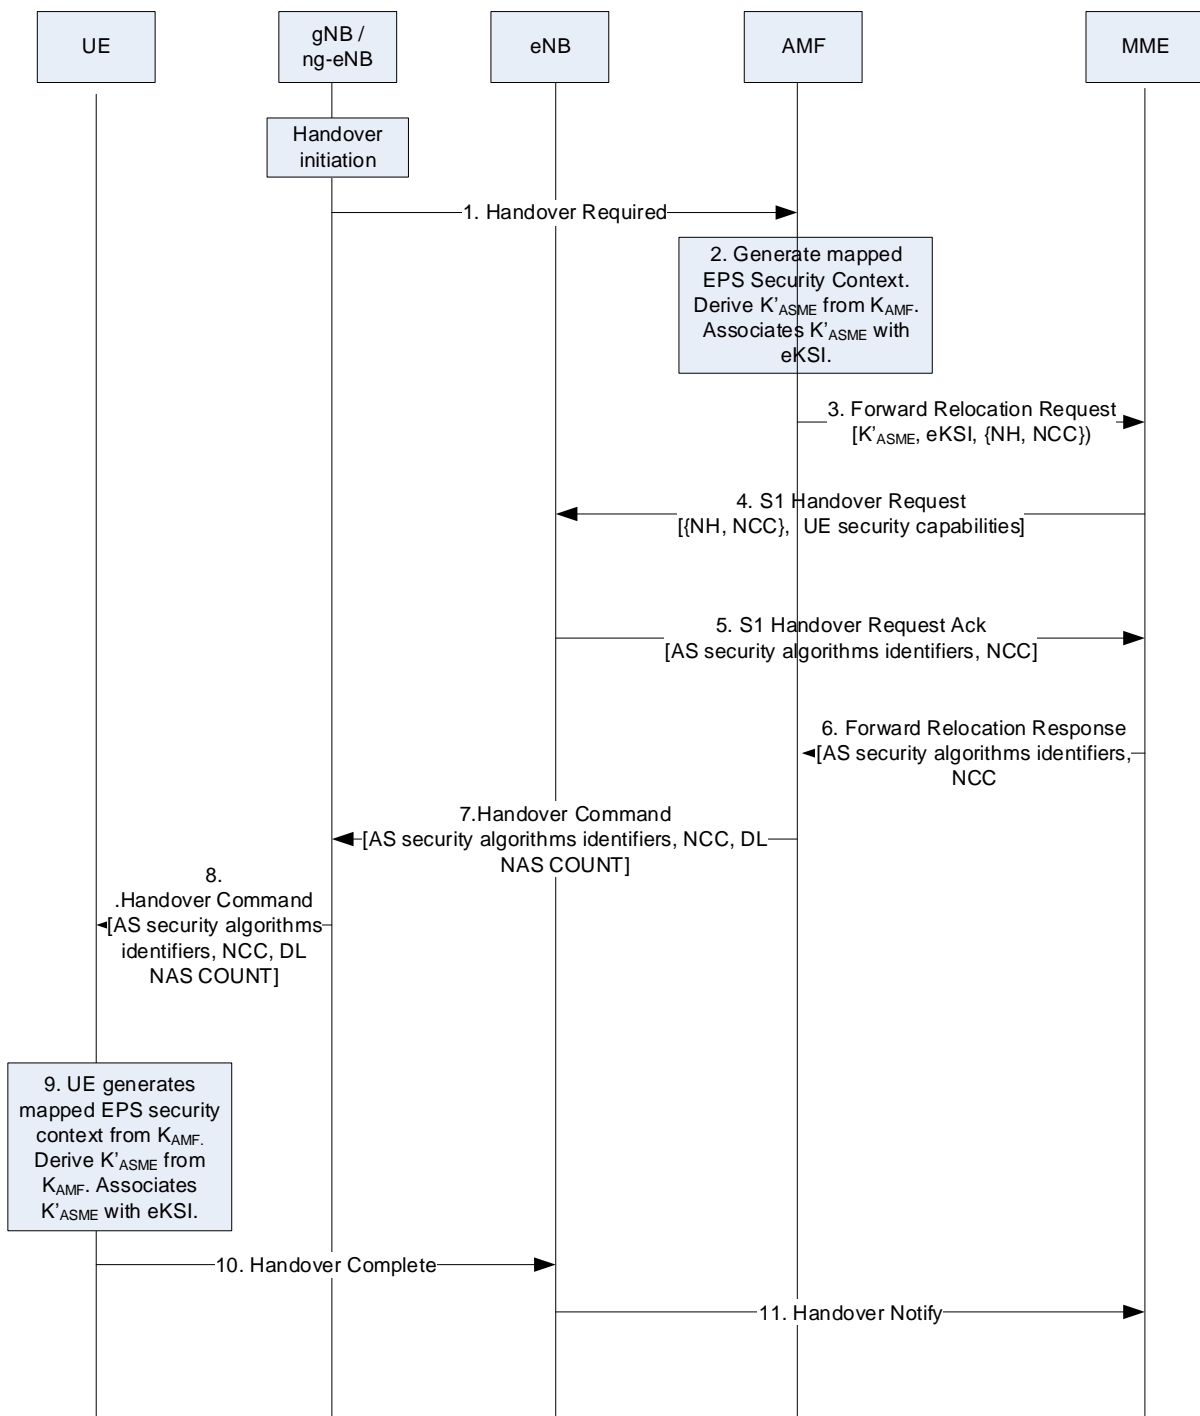 UE
gNB /
ng-eNB
eNB
AMF
MME
Handover
initiation
1. Handover Required
2. Generate mapped
EPS Security Context.
Derive K’ASME from KAMF.
Associates K’ASME with
eKSI.
3. Forward Relocation Request
[K’ASME, eKSI, {NH, NCC})
4. S1 Handover Request
[{NH, NCC}, UE security capabilities]
5. S1 Handover Request Ack
[AS security algorithms identifiers, NCC]
6. Forward Relocation Response
[AS security algorithms identifiers,
NCC
7.Handover Command
[AS security algorithms identifiers, NCC, DL
NAS COUNT]
8.
.Handover Command
[AS security algorithms
identifiers, NCC, DL
NAS COUNT]
9. UE generates
mapped EPS security
context from KAMF.
Derive K’ASME from
KAMF. Associates
K’ASME with eKSI.
10. Handover Complete
11. Handover Notify